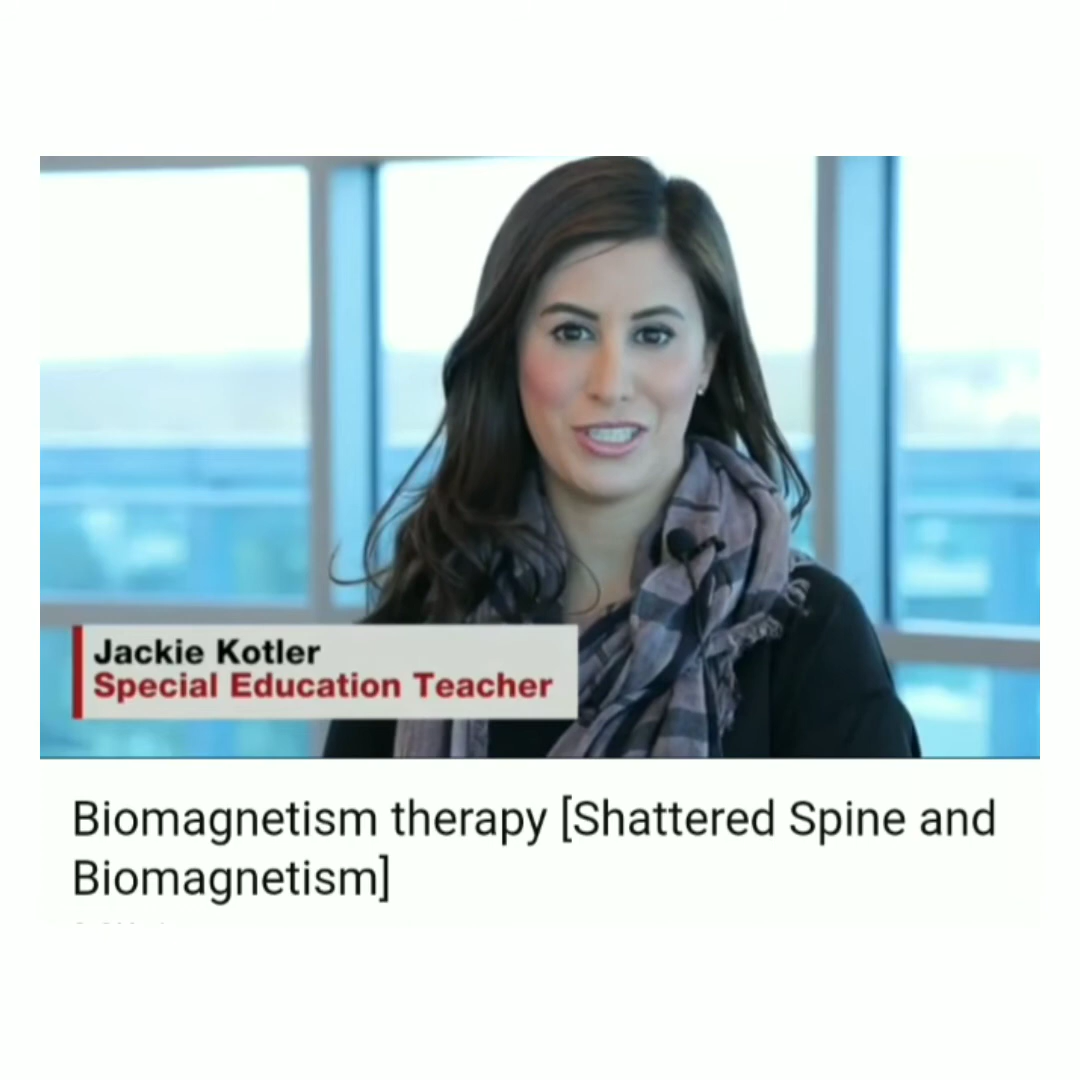 Jackie Kotler
Special Education Teacher
Biomagnetism therapy [Shattered Spine and
Biomagnetism]